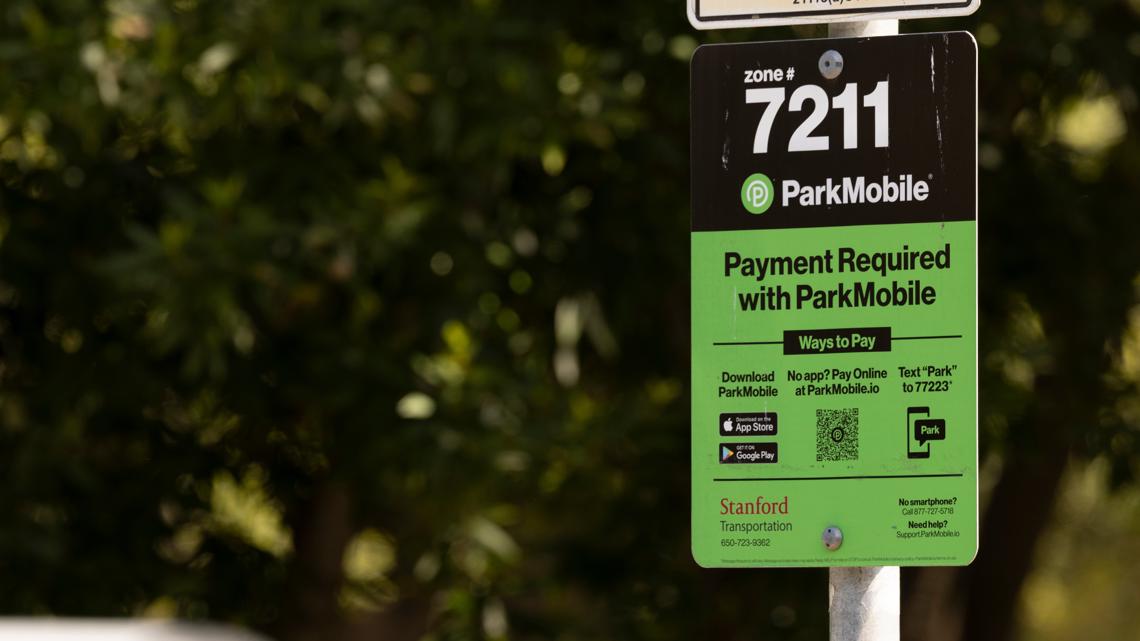 zone #
7211
ParkMobile®
Payment Required
with ParkMobile
Ways to Pay
Download
ParkMobile
Download on the
App Store
GET IT ON
Google Play
No app? Pay Online
at ParkMobile.io
Text “Park”
to 77223*
Park
Stanford
Transportation
650-723-9362
No smartphone?
Call 877-727-5718
Need help?
Support.ParkMobile.io